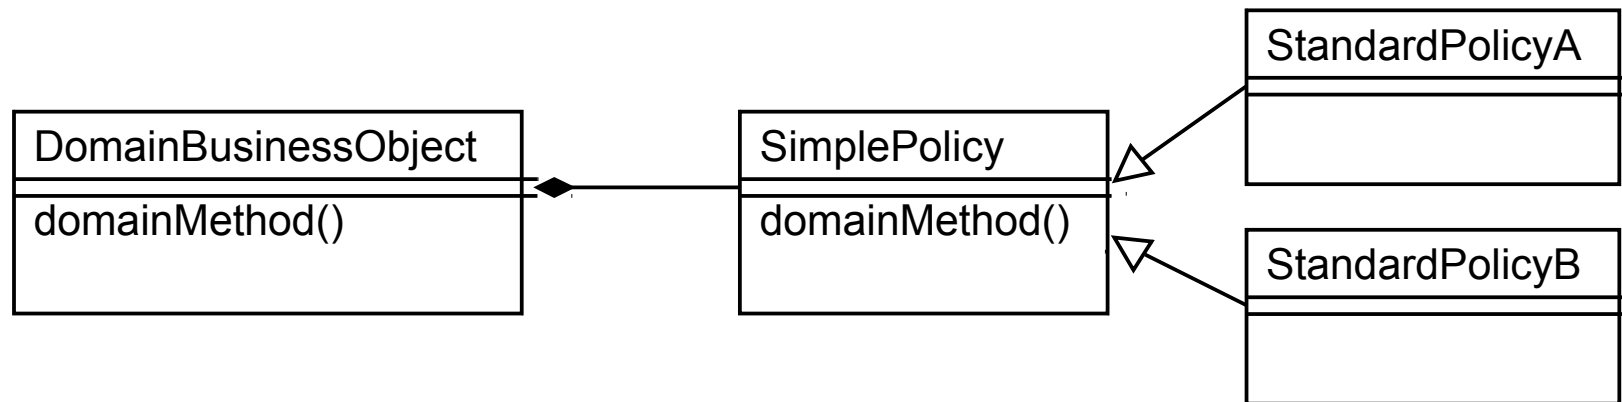 DomainBusinessObject
domainMethod()
SimplePolicy
domainMethod()
StandardPolicyA
StandardPolicyB